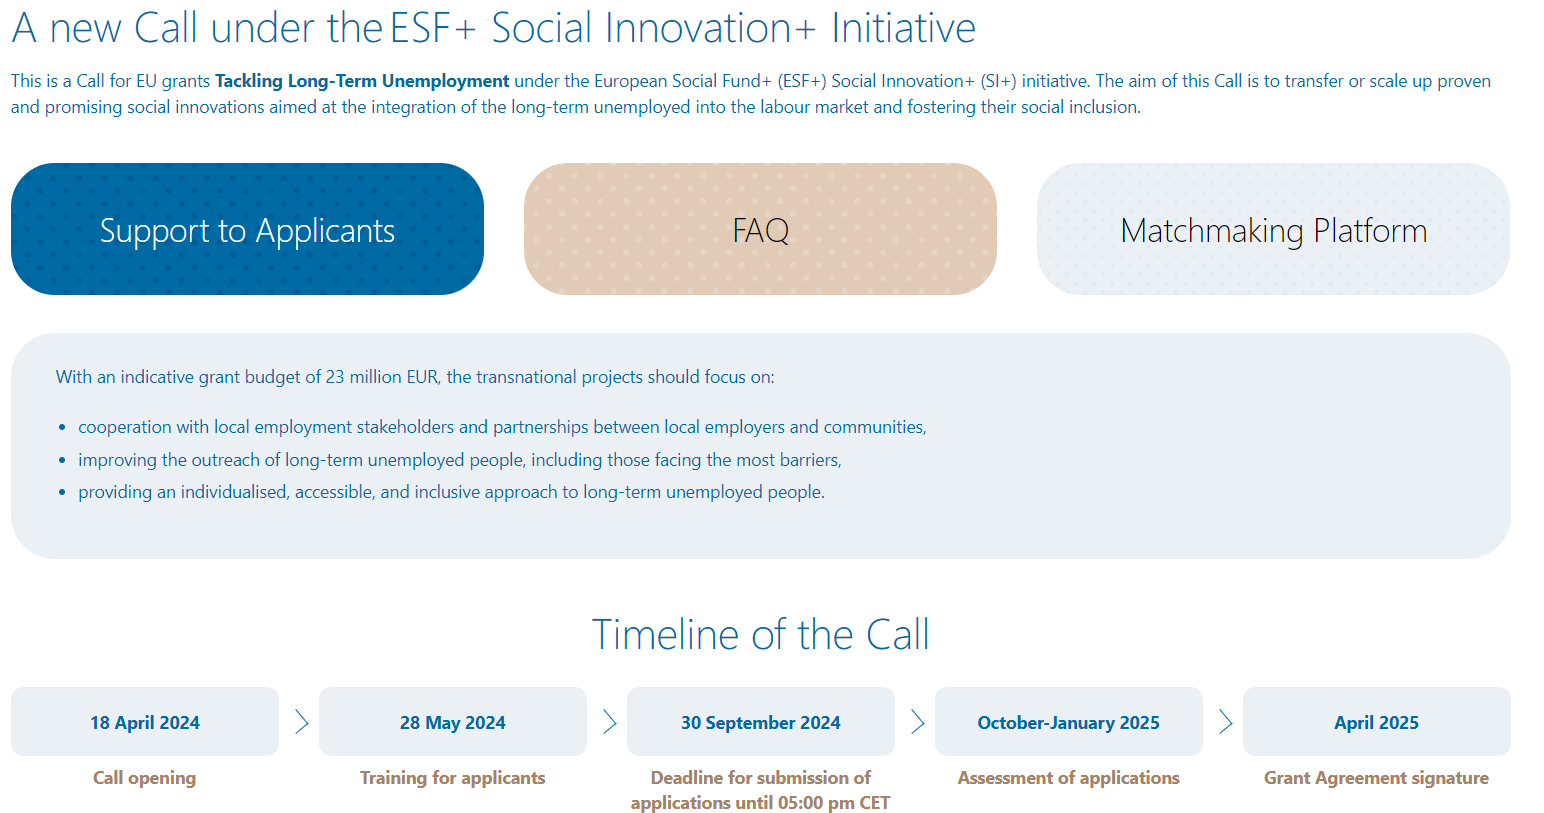 A new Call under the ESF+ Social Innovation+ Initiative
This is a Call for EU grants Tackling Long-Term Unemployment under the European Social Fund+ (ESF+) Social Innovation+ (SI+) initiative. The aim of this Call is to transfer or scale up proven
and promising social innovations aimed at the integration of the long-term unemployed into the labour market and fostering their social inclusion.
Support to Applicants
FAQ
Matchmaking Platform
With an indicative grant budget of 23 million EUR, the transnational projects should focus on:
• cooperation with local employment stakeholders and partnerships between local employers and communities,
• improving the outreach of long-term unemployed people, including those facing the most barriers,
• providing an individualised, accessible, and inclusive approach to long-term unemployed people.
Timeline of the Call
18 April 2024
Call opening
28 May 2024
Training for applicants
30 September 2024
Deadline for submission of
applications until 05:00 pm CET
October-January 2025
Assessment of applications
April 2025
Grant Agreement signature